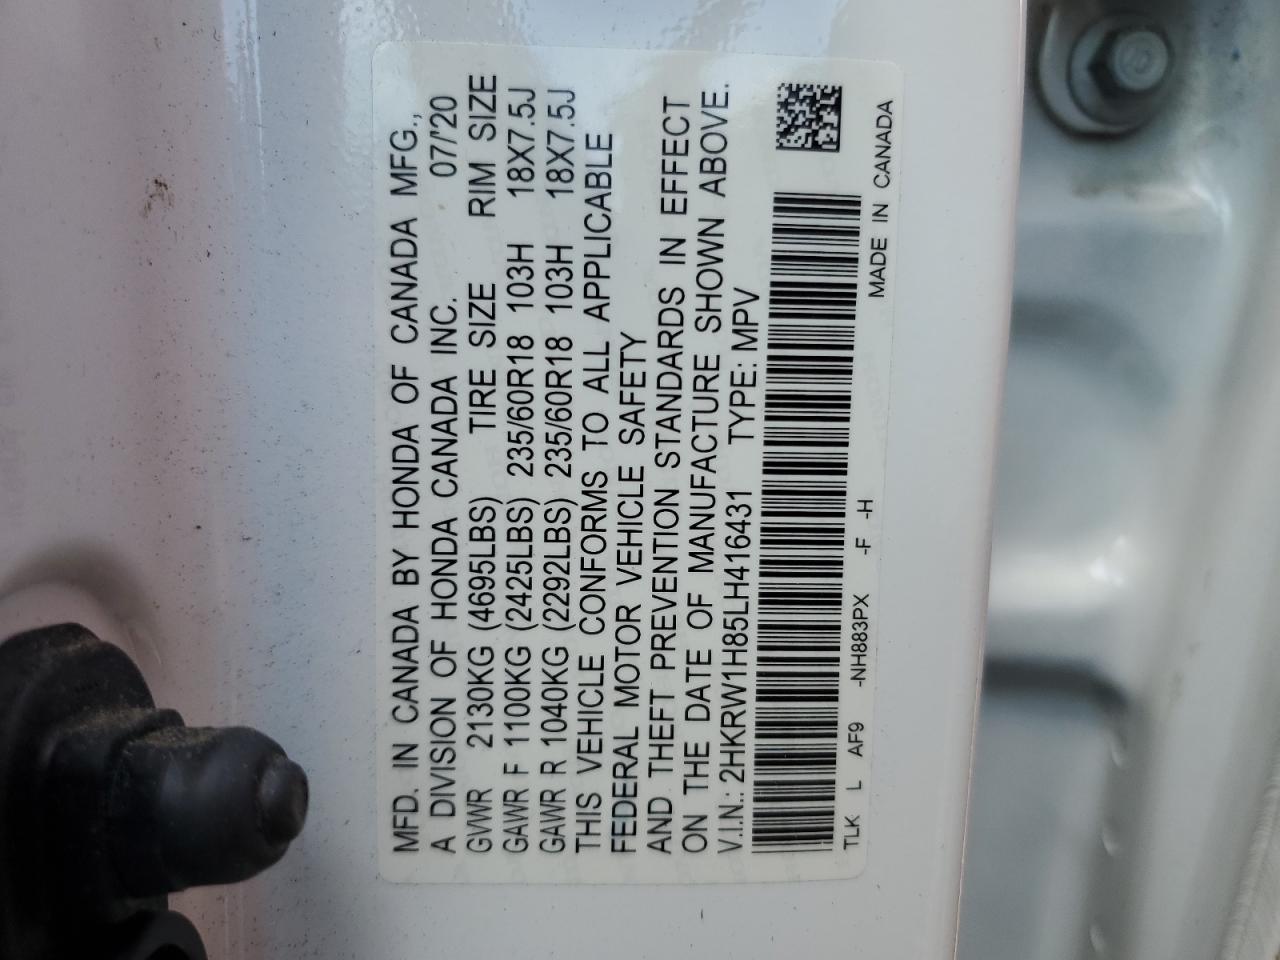 MFD. IN CANADA BY HONDA OF CANADA MFG.,
A DIVISION OF HONDA CANADA INC. 07/'20
GVWR 2130KG (4695LBS) TIRE SIZE RIM SIZE
GAWR F 1100KG (2425LBS) 235/60R18 103H 18X7.5J
GAWR R 1040KG (2292LBS) 235/60R18 103H 18X7.5J
THIS VEHICLE CONFORMS TO ALL APPLICABLE
FEDERAL MOTOR VEHICLE SAFETY
AND THEFT PREVENTION STANDARDS IN EFFECT
ON THE DATE OF MANUFACTURE SHOWN ABOVE.
V.I.N.: 2HKRW1H85LH416431 TYPE: MPV
TLK L AF9 -NH883PX -F -H MADE IN CANADA